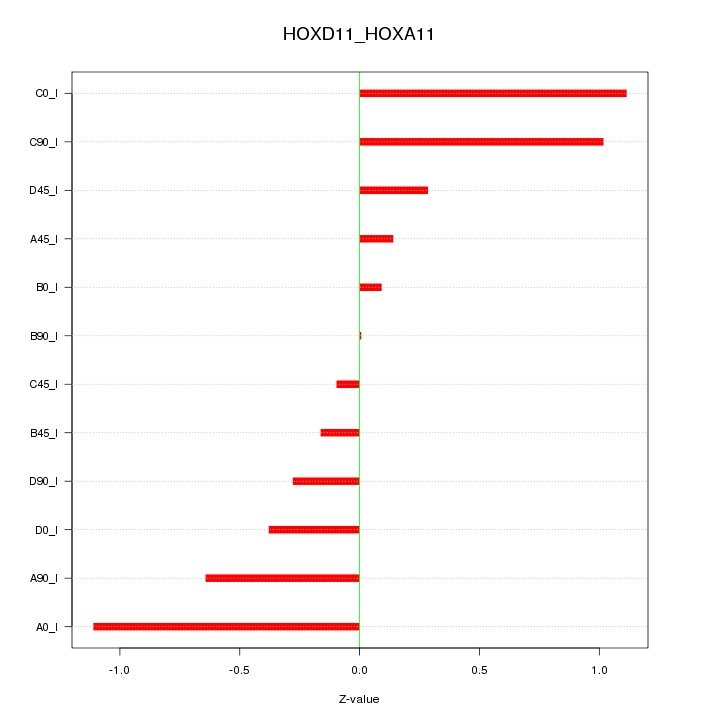 HOXD11_HOXA11
C0_I
C90_I
D45_I
A45_I
B0_I
B90_I
C45_I
B45_I
D90_I
D0_I
A90_I
A0_I
-1.0 -0.5 0.0 0.5 1.0
Z-value